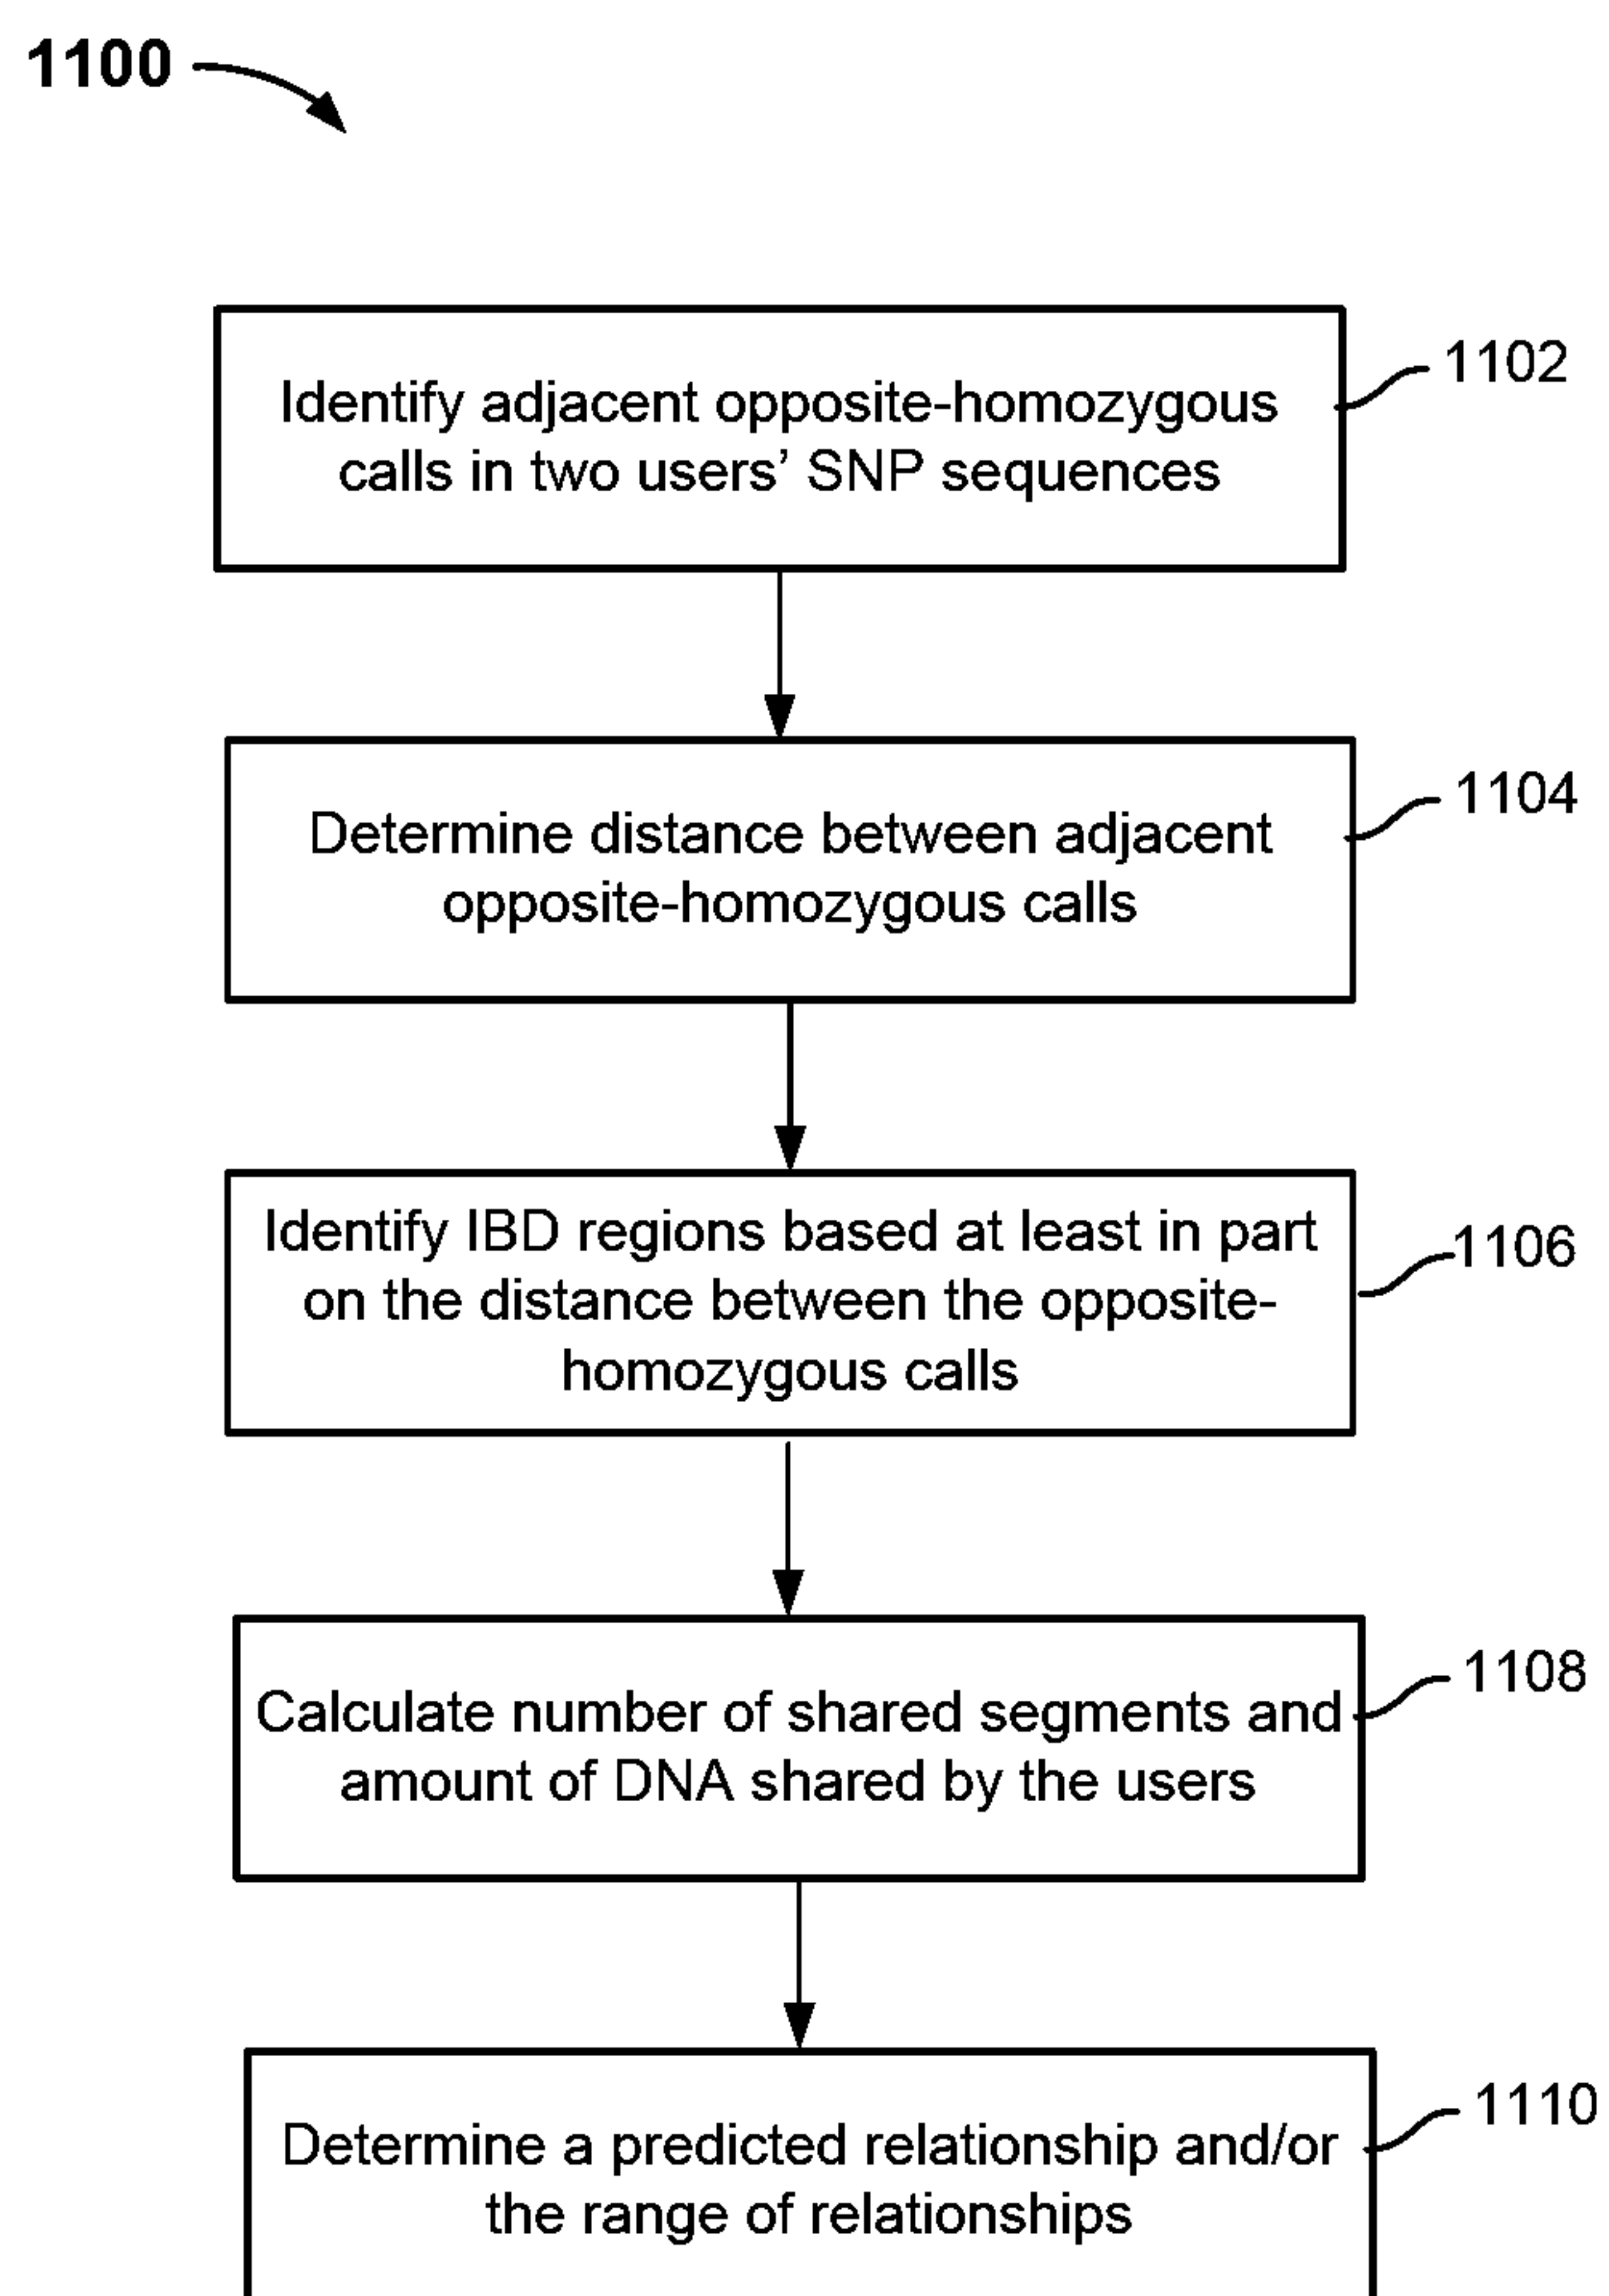 1100
Identify adjacent opposite-homozygous
calls in two users' SNP sequences
1102
Determine distance between adjacent
opposite-homozygous calls
1104
Identify IBD regions based at least in part
on the distance between the opposite-
homozygous calls
1106
Calculate number of shared segments and
amount of DNA shared by the users
1108
Determine a predicted relationship and/or
the range of relationships
1110